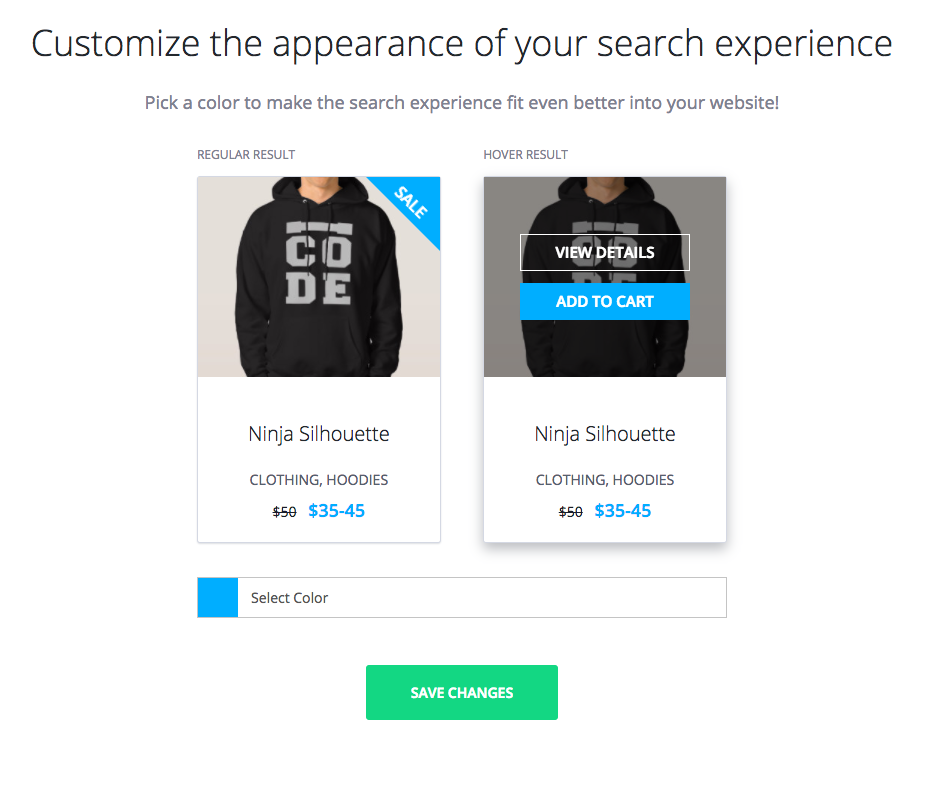 Customize the appearance of your search experience
Pick a color to make the search experience fit even better into your website!
REGULAR RESULT
SALE
CO
DE
Ninja Silhouette
CLOTHING, HOODIES
$50 $35-45
HOVER RESULT
CO
DE
VIEW DETAILS
ADD TO CART
Ninja Silhouette
CLOTHING, HOODIES
$50 $35-45
Select Color
SAVE CHANGES